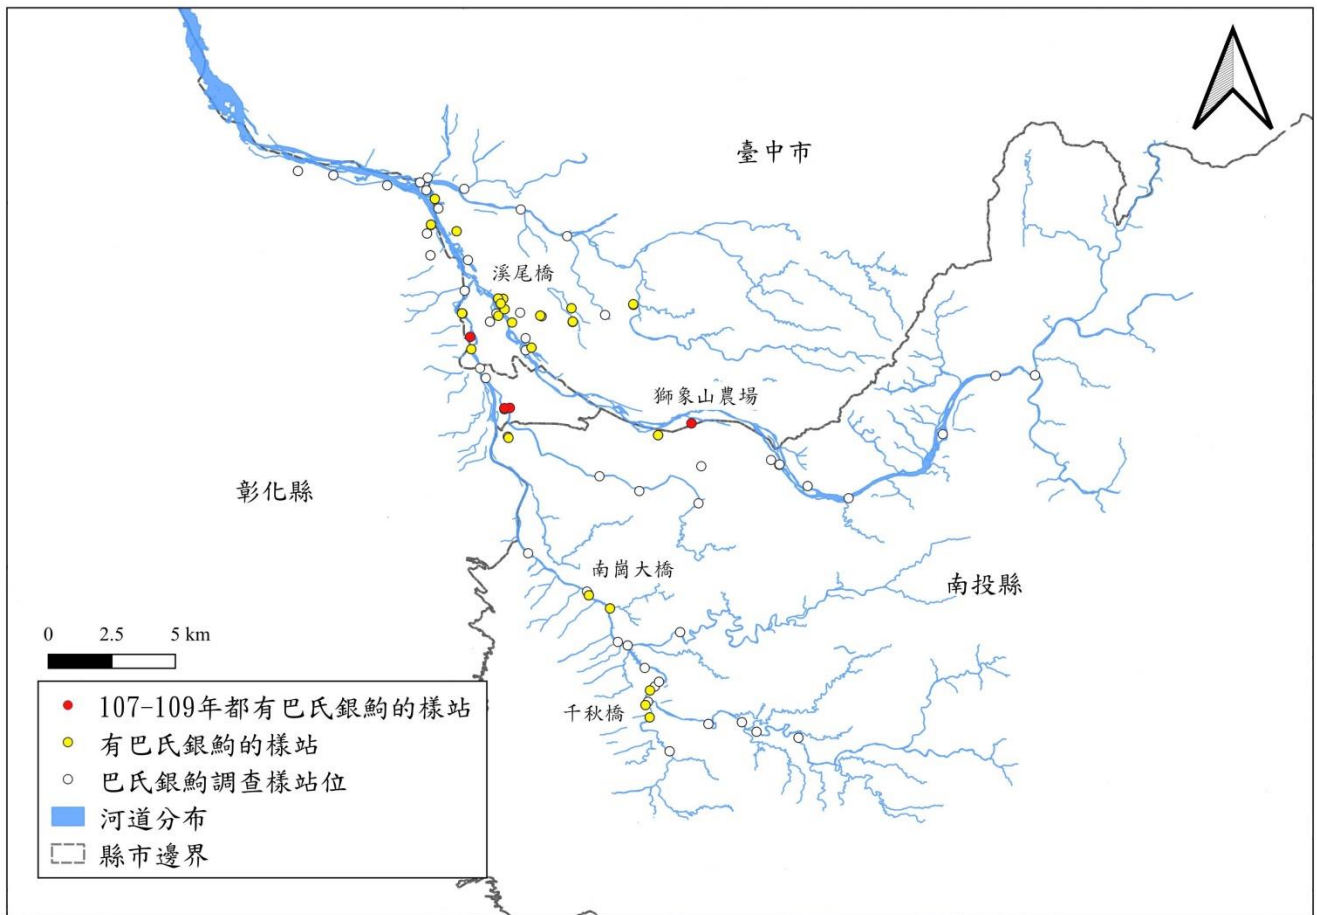 臺中市
溪尾橋
獅象山農場
彰化縣
南崗大橋
南投縣
千秋橋
0 2.5 5 km
107-109年都有巴氏銀鮈的樣站
有巴氏銀鮈的樣站
巴氏銀鮈調查樣站位
河道分布
縣市邊界